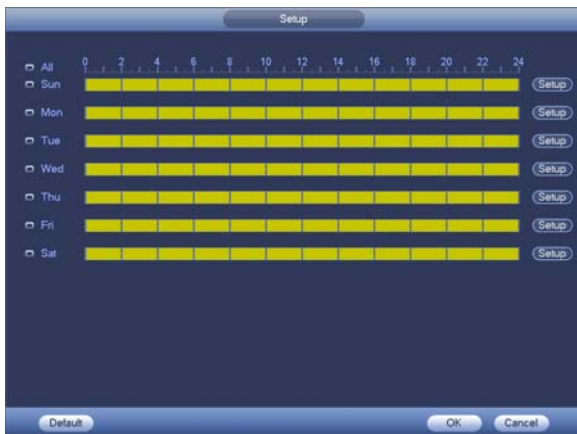 Setup
All 0 2 4 6 8 10 12 14 16 18 20 22 24
Sun Setup
Mon Setup
Tue Setup
Wed Setup
Thu Setup
Fri Setup
Sat Setup
Default OK Cancel